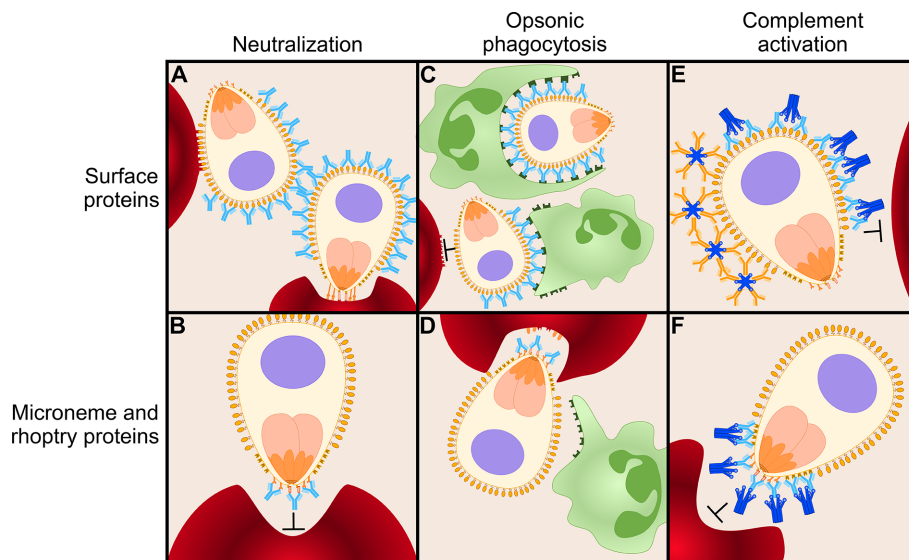 Neutralization
Opsonic
phagocytosis
Complement
activation
Surface
proteins
A
C
E
Microneme and
rhoptry proteins
B
D
F